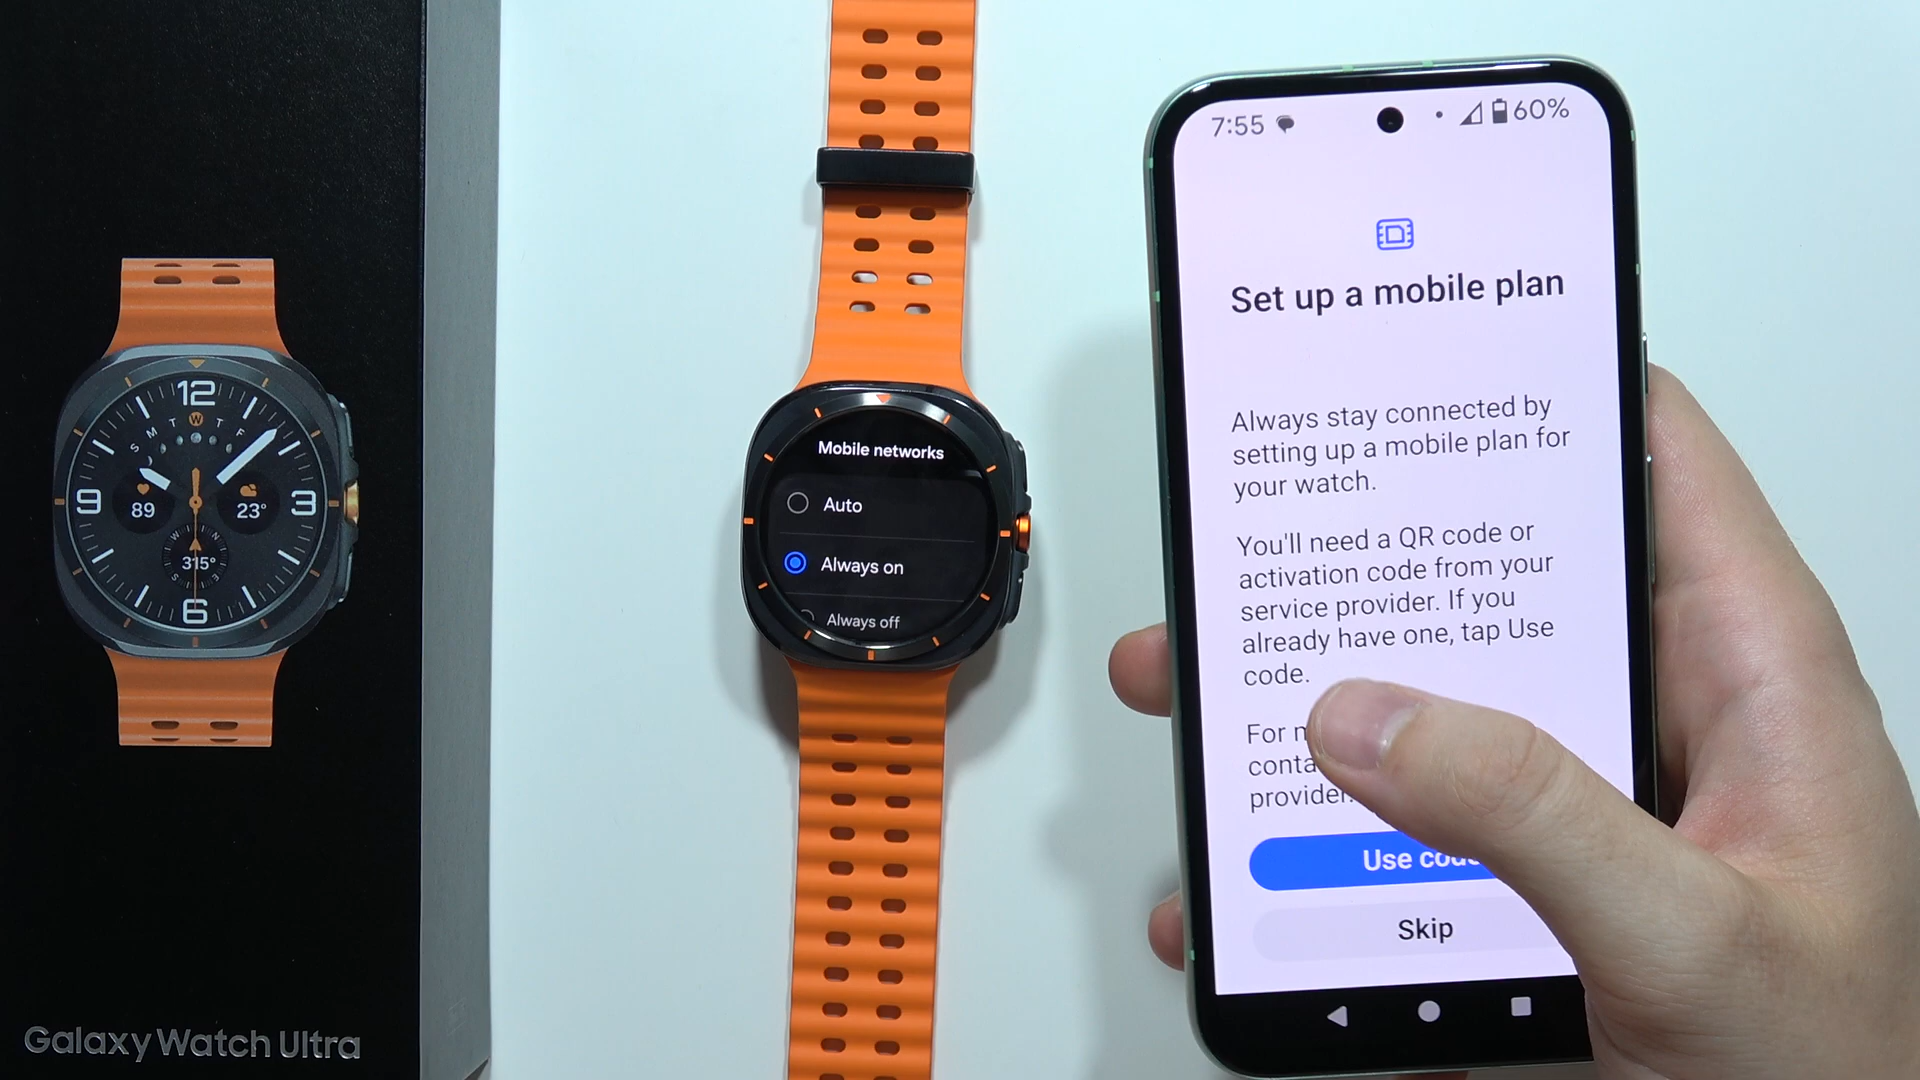 12
S M T W T F
9
3
89
23°
W N
315°
S E
6
Galaxy Watch Ultra
Mobile networks
Auto
Always on
Always off
7:55
60%
Set up a mobile plan
Always stay connected by
setting up a mobile plan for
your watch.
You'll need a QR code or
activation code from your
service provider. If you
already have one, tap Use
code.
For
provider.
Use code
Skip